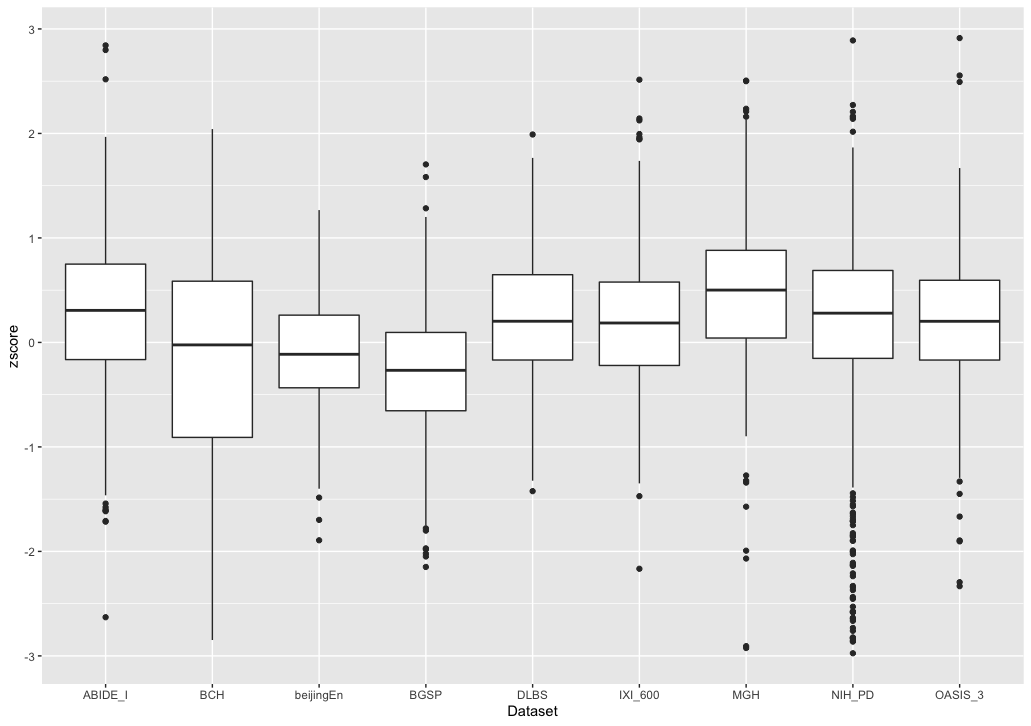 3
2
1
0
-1
-2
-3
zscore
ABIDE_I BCH beijingEn BGSP DLBS IXI_600 MGH NIH_PD OASIS_3
Dataset